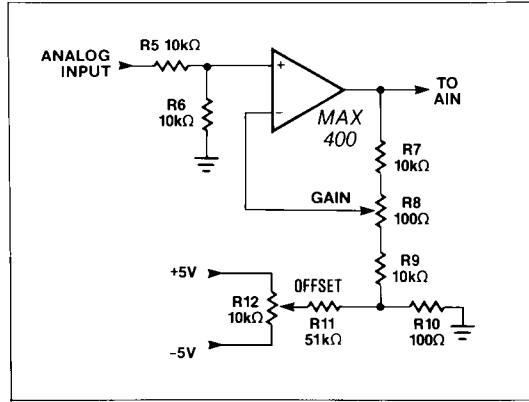 R5 10kΩ
ANALOG
INPUT
R6
10kΩ
+
−
MAX
400
TO
AIN
R7
10kΩ
GAIN
R8
100Ω
R9
10kΩ
+5V
OFFSET
R12
10kΩ
R11
51kΩ
R10
100Ω
−5V